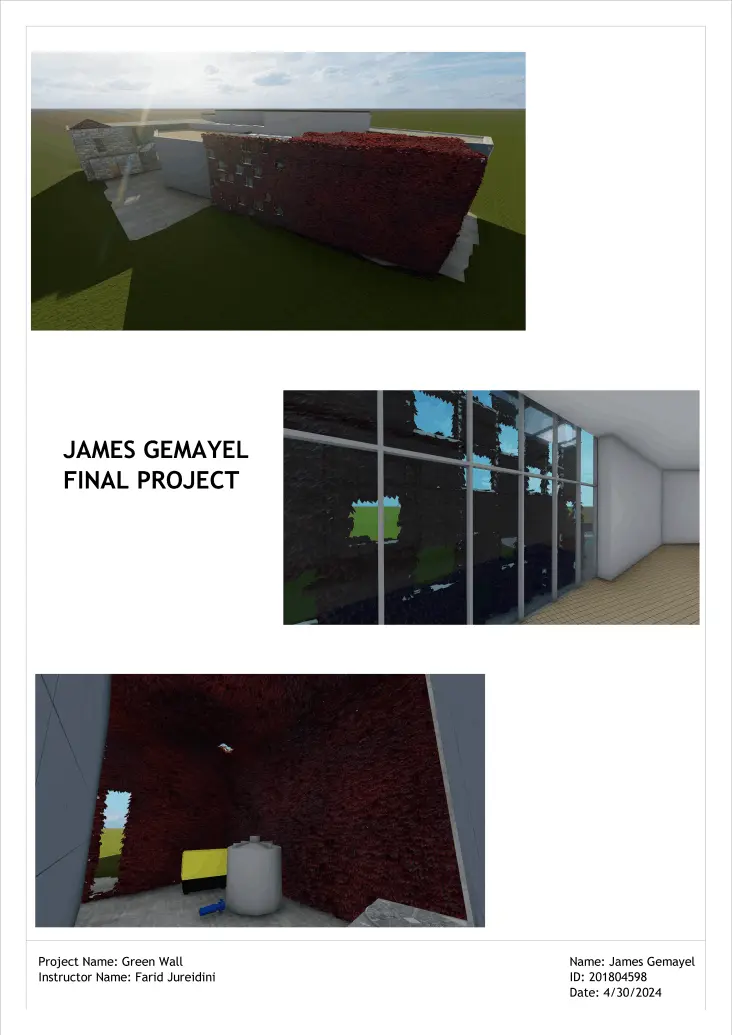 JAMES GEMAYEL
FINAL PROJECT
Project Name: Green Wall
Instructor Name: Farid Jureidini
Name: James Gemayel
ID: 201804598
Date: 4/30/2024